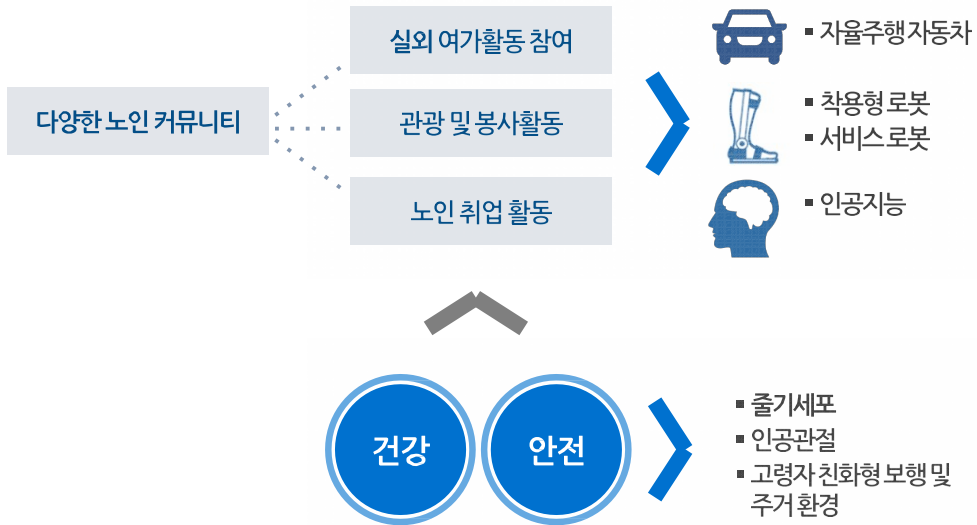 다양한 노인 커뮤니티
실외 여가활동 참여
관광 및 봉사활동
노인 취업 활동
▪ 자율주행 자동차
▪ 착용형 로봇
▪ 서비스 로봇
▪ 인공지능
건강
안전
▪ 줄기세포
▪ 인공관절
▪ 고령자 친화형 보행 및
주거 환경